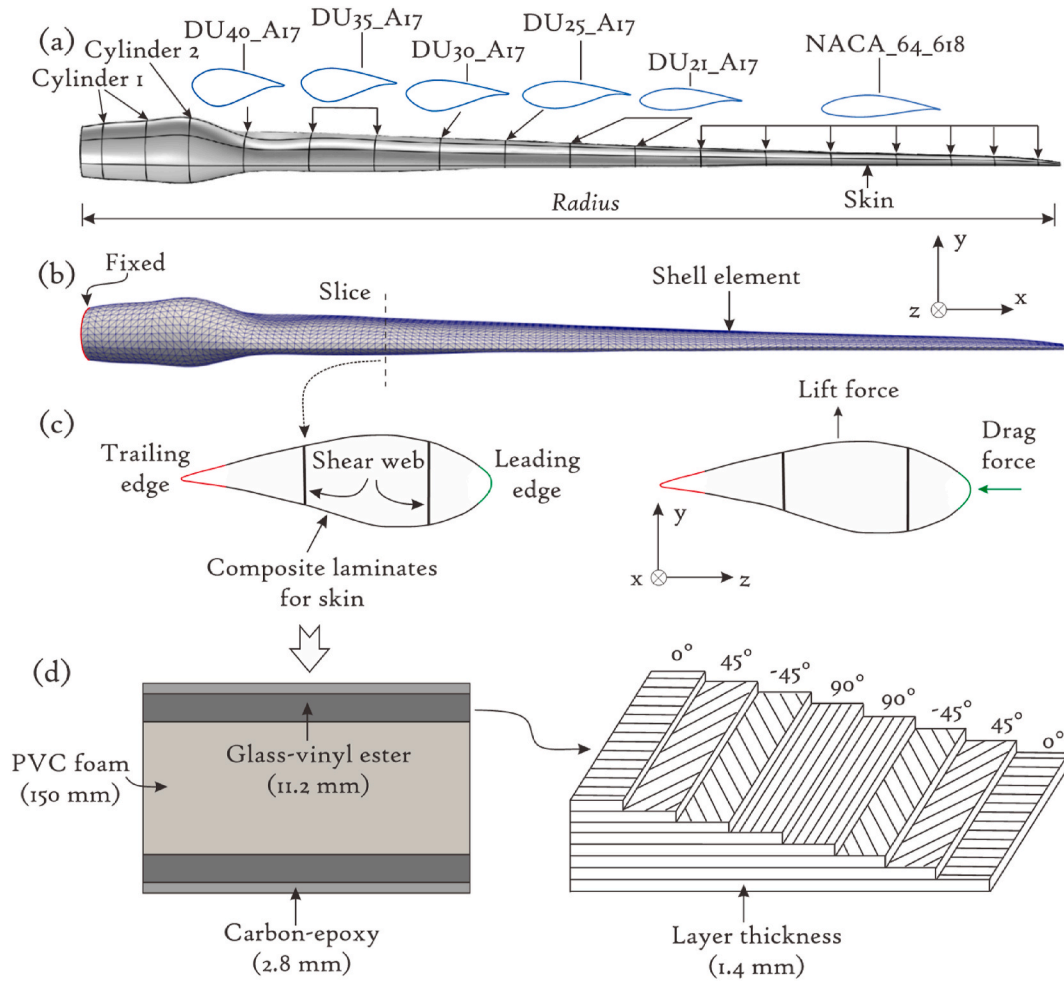 (a)
Cylinder 1
Cylinder 2
DU40_A17
DU35_A17
DU30_A17
DU25_A17
DU21_A17
NACA_64_618
Skin
Radius
(b)
Fixed
Slice
Shell element
y
z
x
(c)
Trailing
edge
Shear web
Leading
edge
Composite laminates
for skin
Lift force
Drag
force
y
x
z
(d)
PVC foam
(150 mm)
Glass-vinyl ester
(11.2 mm)
Carbon-epoxy
(2.8 mm)
0°
45°
-45°
90°
90°
-45°
45°
0°
Layer thickness
(1.4 mm)